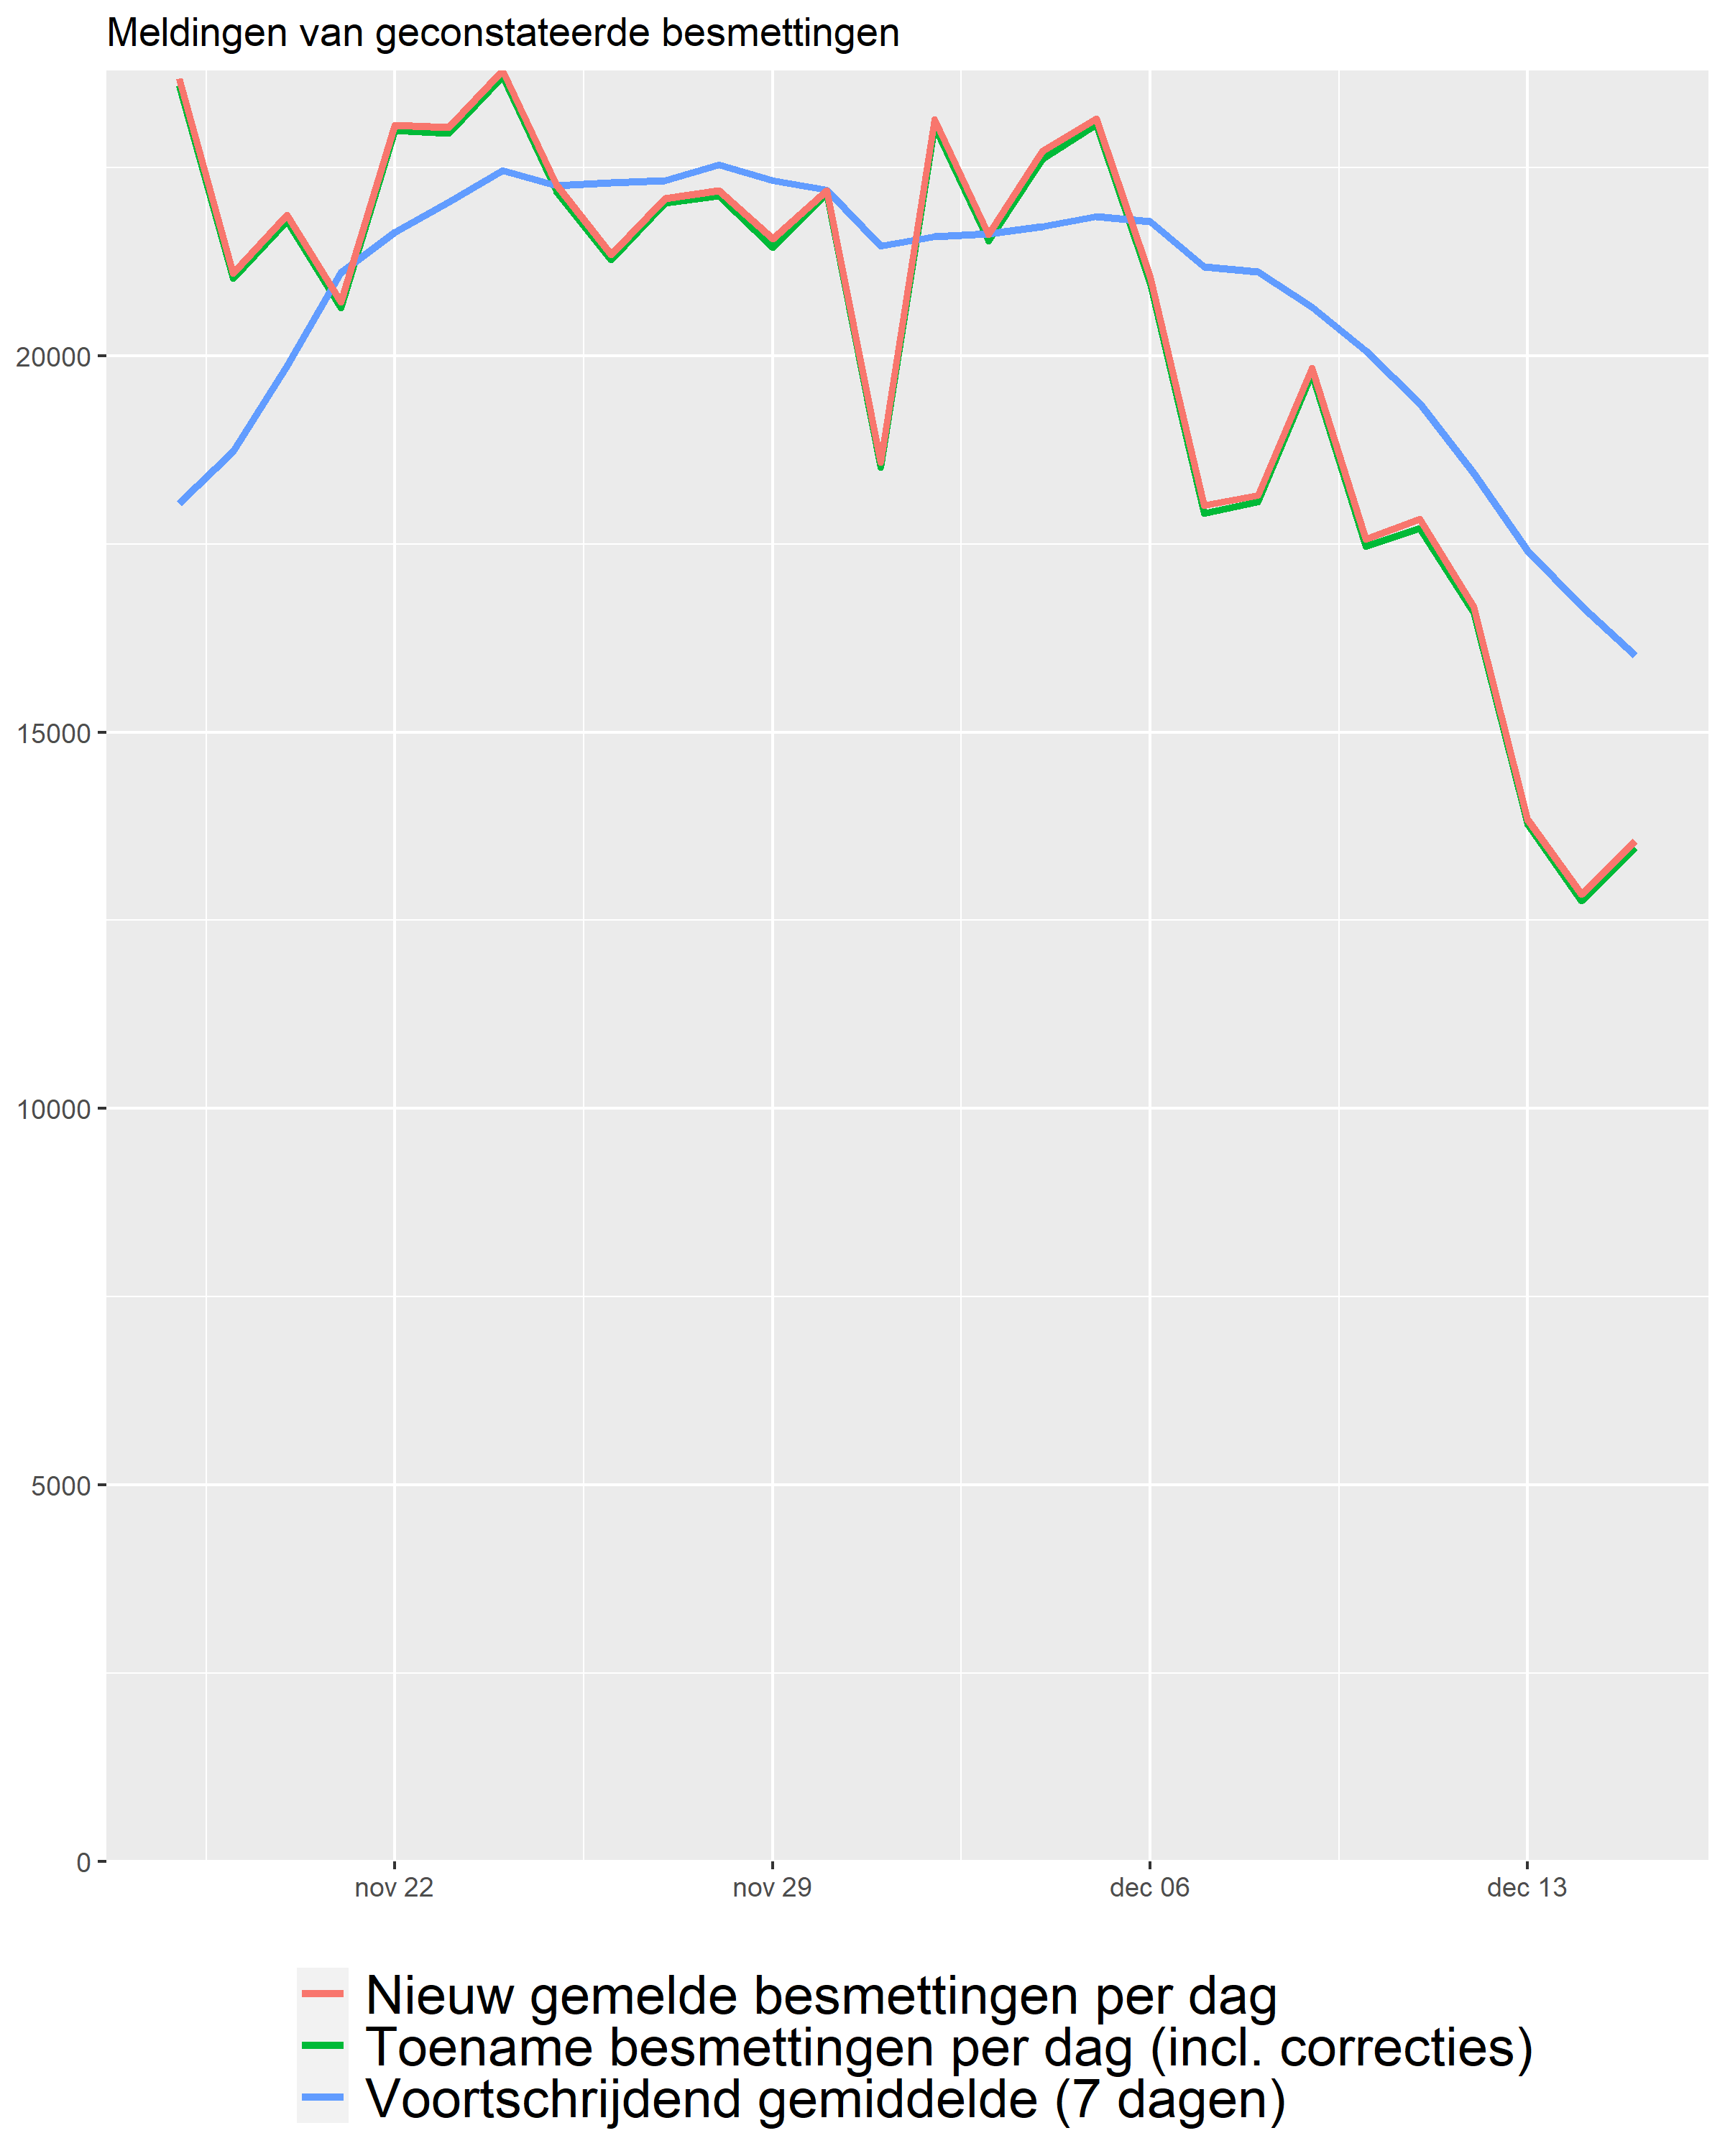 Meldingen van geconstateerde besmettingen
20000
15000
10000
5000
0
nov 22
nov 29
dec 06
dec 13
Nieuw gemelde besmettingen per dag
Toename besmettingen per dag (incl. correcties)
Voortschrijdend gemiddelde (7 dagen)